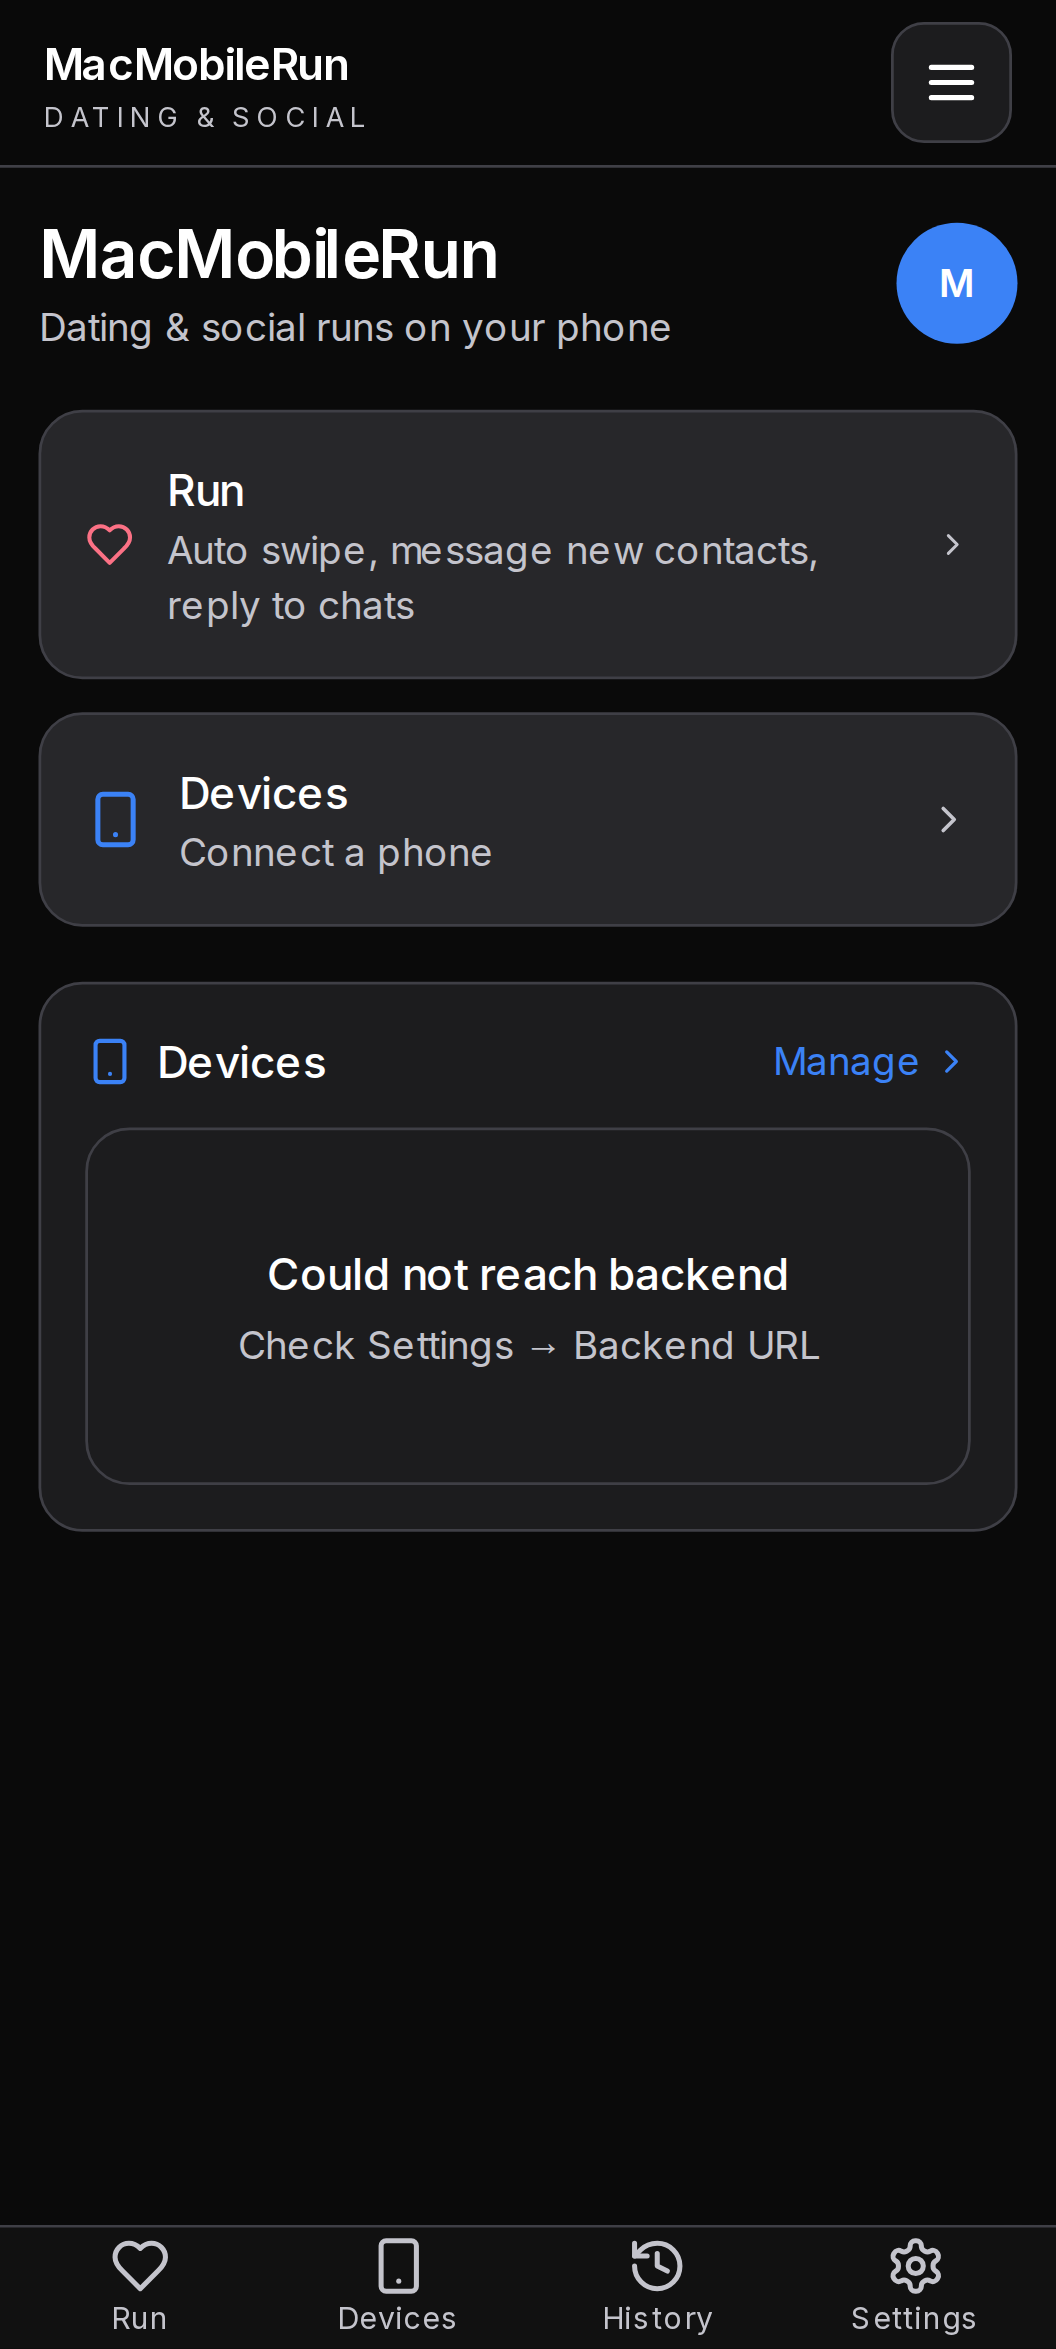 MacMobileRun
DATING & SOCIAL
MacMobileRun
Dating & social runs on your phone
M
Run
Auto swipe, message new contacts,
reply to chats
Devices
Connect a phone
Devices
Manage
Could not reach backend
Check Settings → Backend URL
Run
Devices
History
Settings